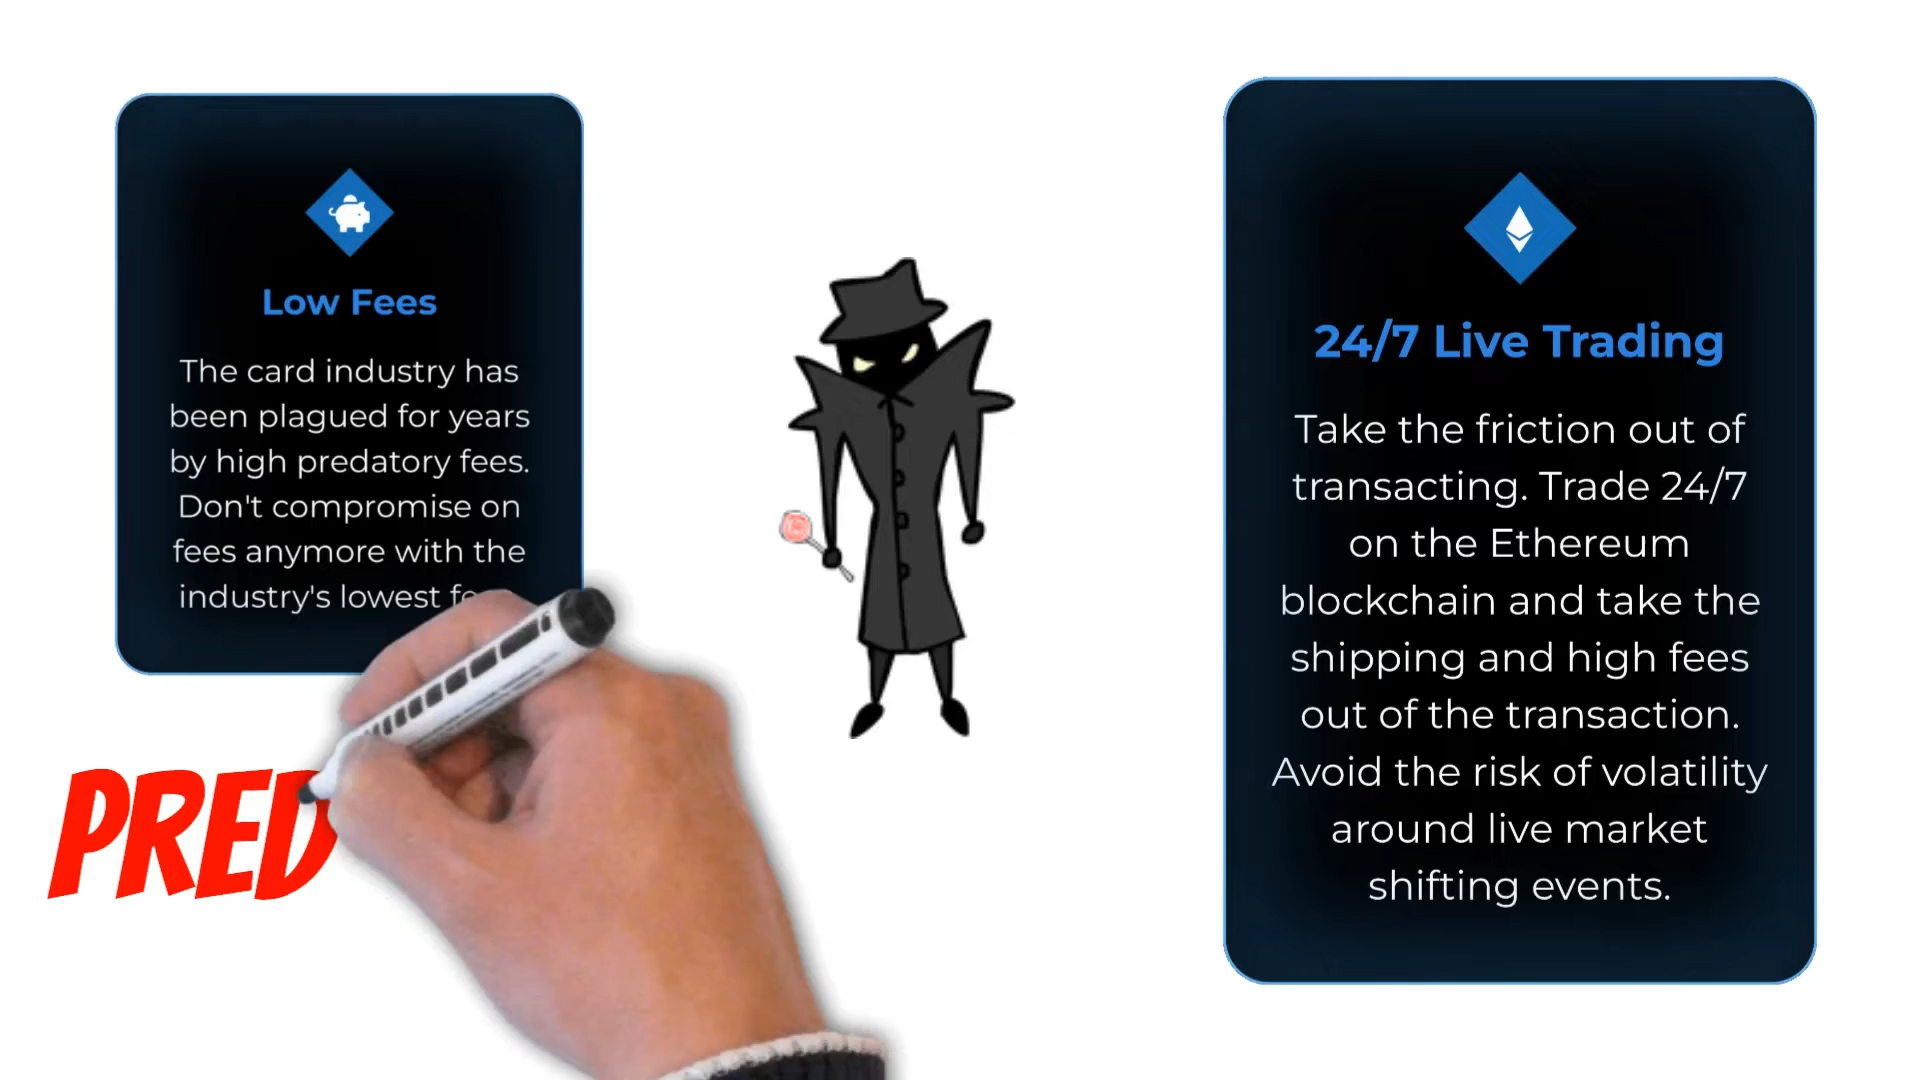 Low Fees
The card industry has
been plagued for years
by high predatory fees.
Don't compromise on
fees anymore with the
industry's lowest
PRED
24/7 Live Trading
Take the friction out of
transacting. Trade 24/7
on the Ethereum
blockchain and take the
shipping and high fees
out of the transaction.
Avoid the risk of volatility
around live market
shifting events.